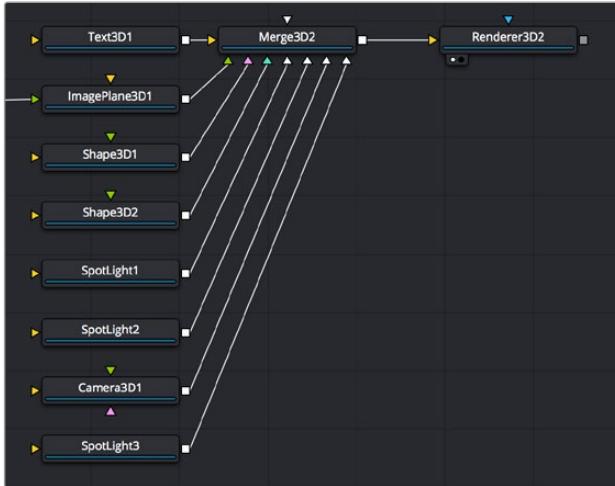 Text3D1
Merge3D2
Renderer3D2
ImagePlane3D1
Shape3D1
Shape3D2
SpotLight1
SpotLight2
Camera3D1
SpotLight3